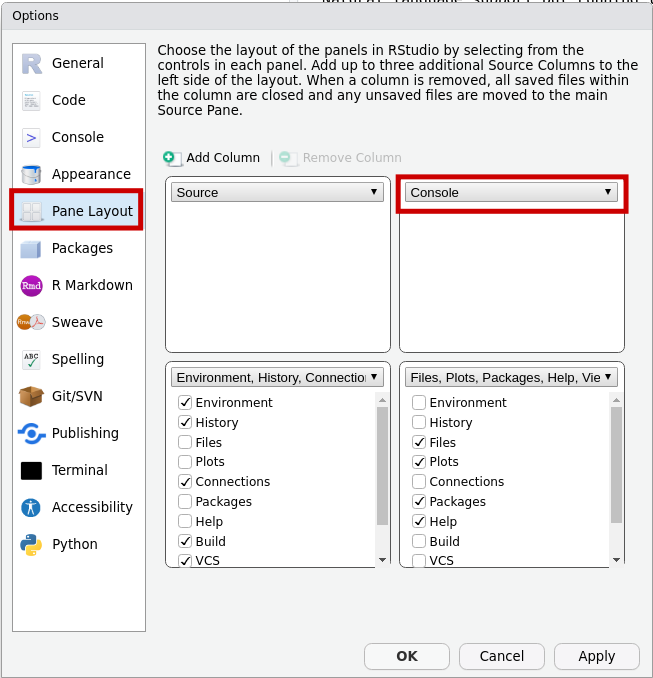 Options
General
Code
Console
Appearance
Pane Layout
Packages
Rmd R Markdown
Sweave
ABC Spelling
Git/SVN
Publishing
Terminal
Accessibility
Python
Choose the layout of the panels in RStudio by selecting from the
controls in each panel. Add up to three additional Source Columns to the
left side of the layout. When a column is removed, all saved files within
the column are closed and any unsaved files are moved to the main
Source Pane.
Add Column
Remove Column
Source
Console
Environment, History, Connectio
Environment
History
Files
Plots
Connections
Packages
Help
Build
VCS
Files, Plots, Packages, Help, Vie
Environment
History
Files
Plots
Connections
Packages
Help
Build
VCS
OK
Cancel
Apply